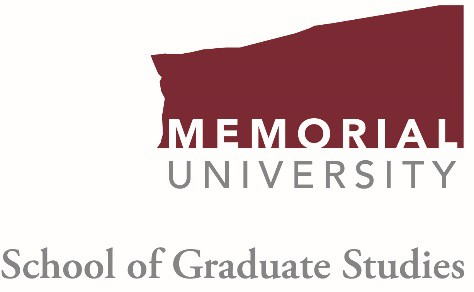 MEMORIAL
UNIVERSITY
School of Graduate Studies